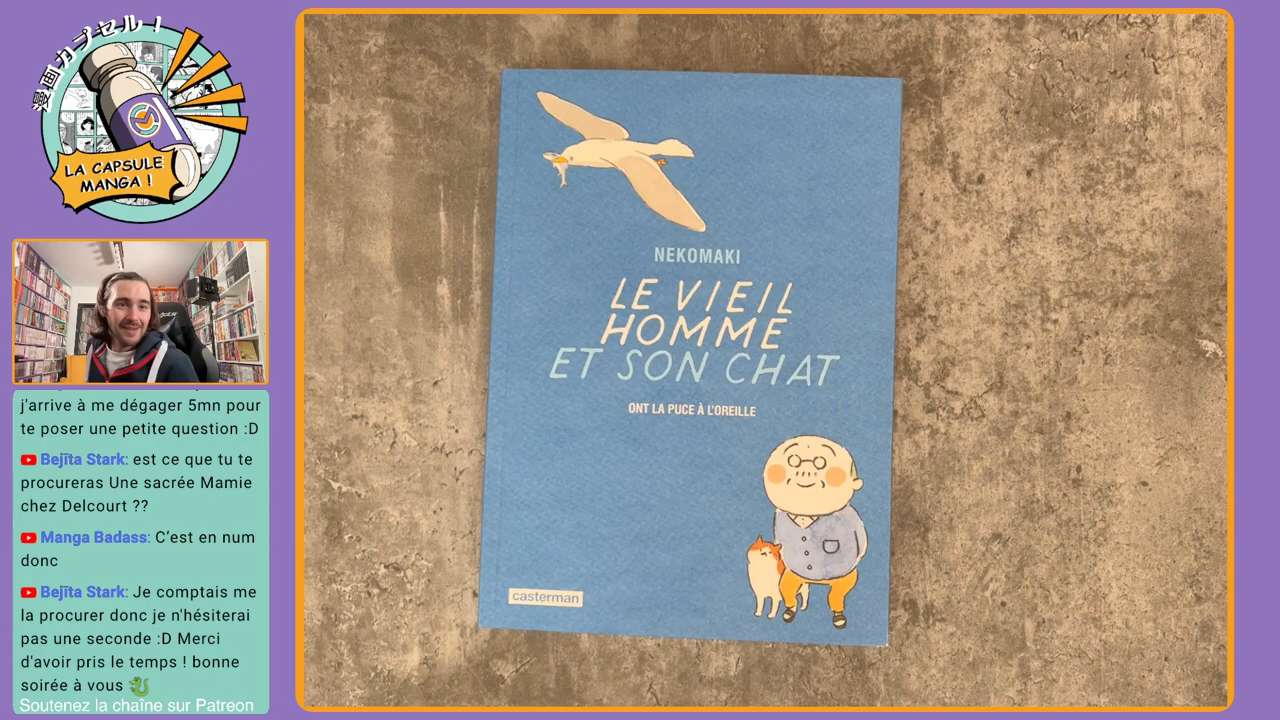 漫画カプセル！
LA CAPSULE
MANGA !
j'arrive à me dégager 5mn pour
te poser une petite question :D
Bejīta Stark: est ce que tu te
procureras Une sacrée Mamie
chez Delcourt ??
Manga Badass: C’est en num
donc
Bejīta Stark: Je comptais me
la procurer donc je n'hésiterai
pas une seconde :D Merci
d'avoir pris le temps ! bonne
soirée à vous
Soutenez la chaîne sur Patreon
NEKOMAKI
LE VIEIL
HOMME
ET SON CHAT
ONT LA PUCE À L'OREILLE
casterman